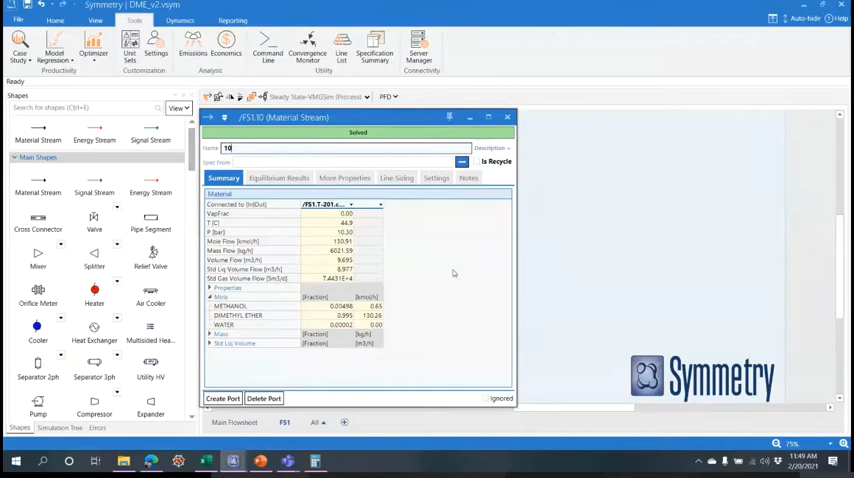 Symmetry | DME_v2.vsym
File Home View Tools Dynamics Reporting
Auto-hide Help
Case Study Model Regression Optimizer Unit Sets Settings Emissions Economics Command Line Convergence Monitor Line List Specification Summary Server Manager
Productivity Customization Analysis Utility Connectivity
Ready
Shapes
Steady State-VMGSim (Process) PFD
Search for shapes (Ctrl+E) View
Material Stream Energy Stream Signal Stream
Main Shapes
Material Stream Signal Stream Energy Stream
Cross Connector Valve Pipe Segment
Mixer Splitter Relief Valve
Orifice Meter Heater Air Cooler
Cooler Heat Exchanger Multisided Hea...
Separator 2ph Separator 3ph Utility HV
Pump Compressor Expander
Shapes Simulation Tree Errors
/FS1.10 (Material Stream)
Solved
Name 10 Description
Spec From Is Recycle
Summary Equilibrium Results More Properties Line Sizing Settings Notes
Material
Connected to [In|Out] /FS1.T-201.c...
VapFrac 0.00
T [C] 44.9
P [bar] 10.30
Mole Flow [kmol/h] 130.91
Mass Flow [kg/h] 6021.59
Volume Flow [m3/h] 9.695
Std Liq Volume Flow [m3/h] 8.977
Std Gas Volume Flow [Sm3/d] 7.4431E+4
Properties
Mole [Fraction] [kmol/h]
METHANOL 0.00498 0.65
DIMETHYL ETHER 0.995 130.26
WATER 0.00002 0.00
Mass [Fraction] [kg/h]
Std Liq Volume [Fraction] [m3/h]
Create Port Delete Port Ignored
Symmetry
Main Flowsheet FS1 All
75%
11:49 AM
2/20/2021